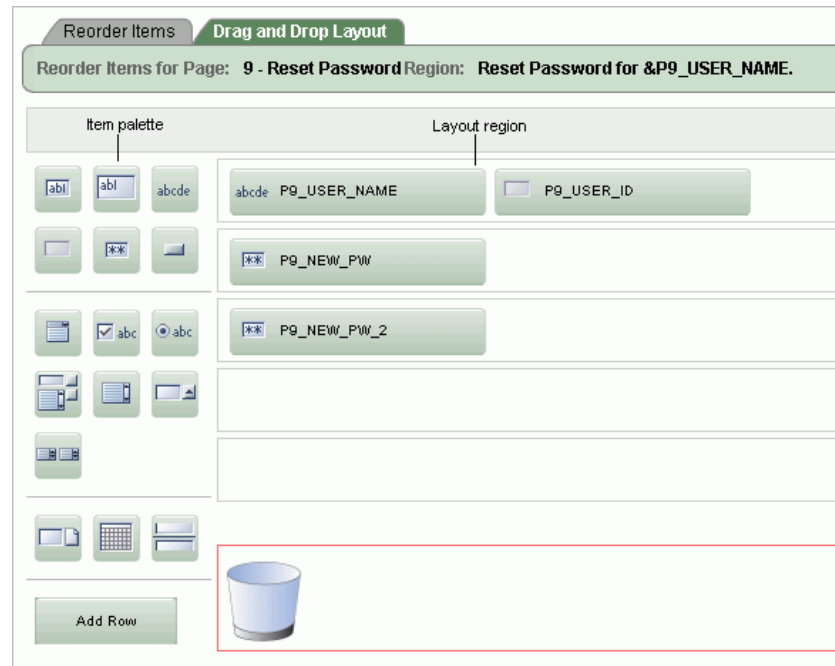 Reorder Items Drag and Drop Layout
Reorder Items for Page: 9 - Reset Password Region: Reset Password for &P9_USER_NAME.
Item palette Layout region
abl abl abcde abcde P9_USER_NAME P9_USER_ID
** ** P9_NEW_PW
abc abc ** P9_NEW_PW_2
Add Row